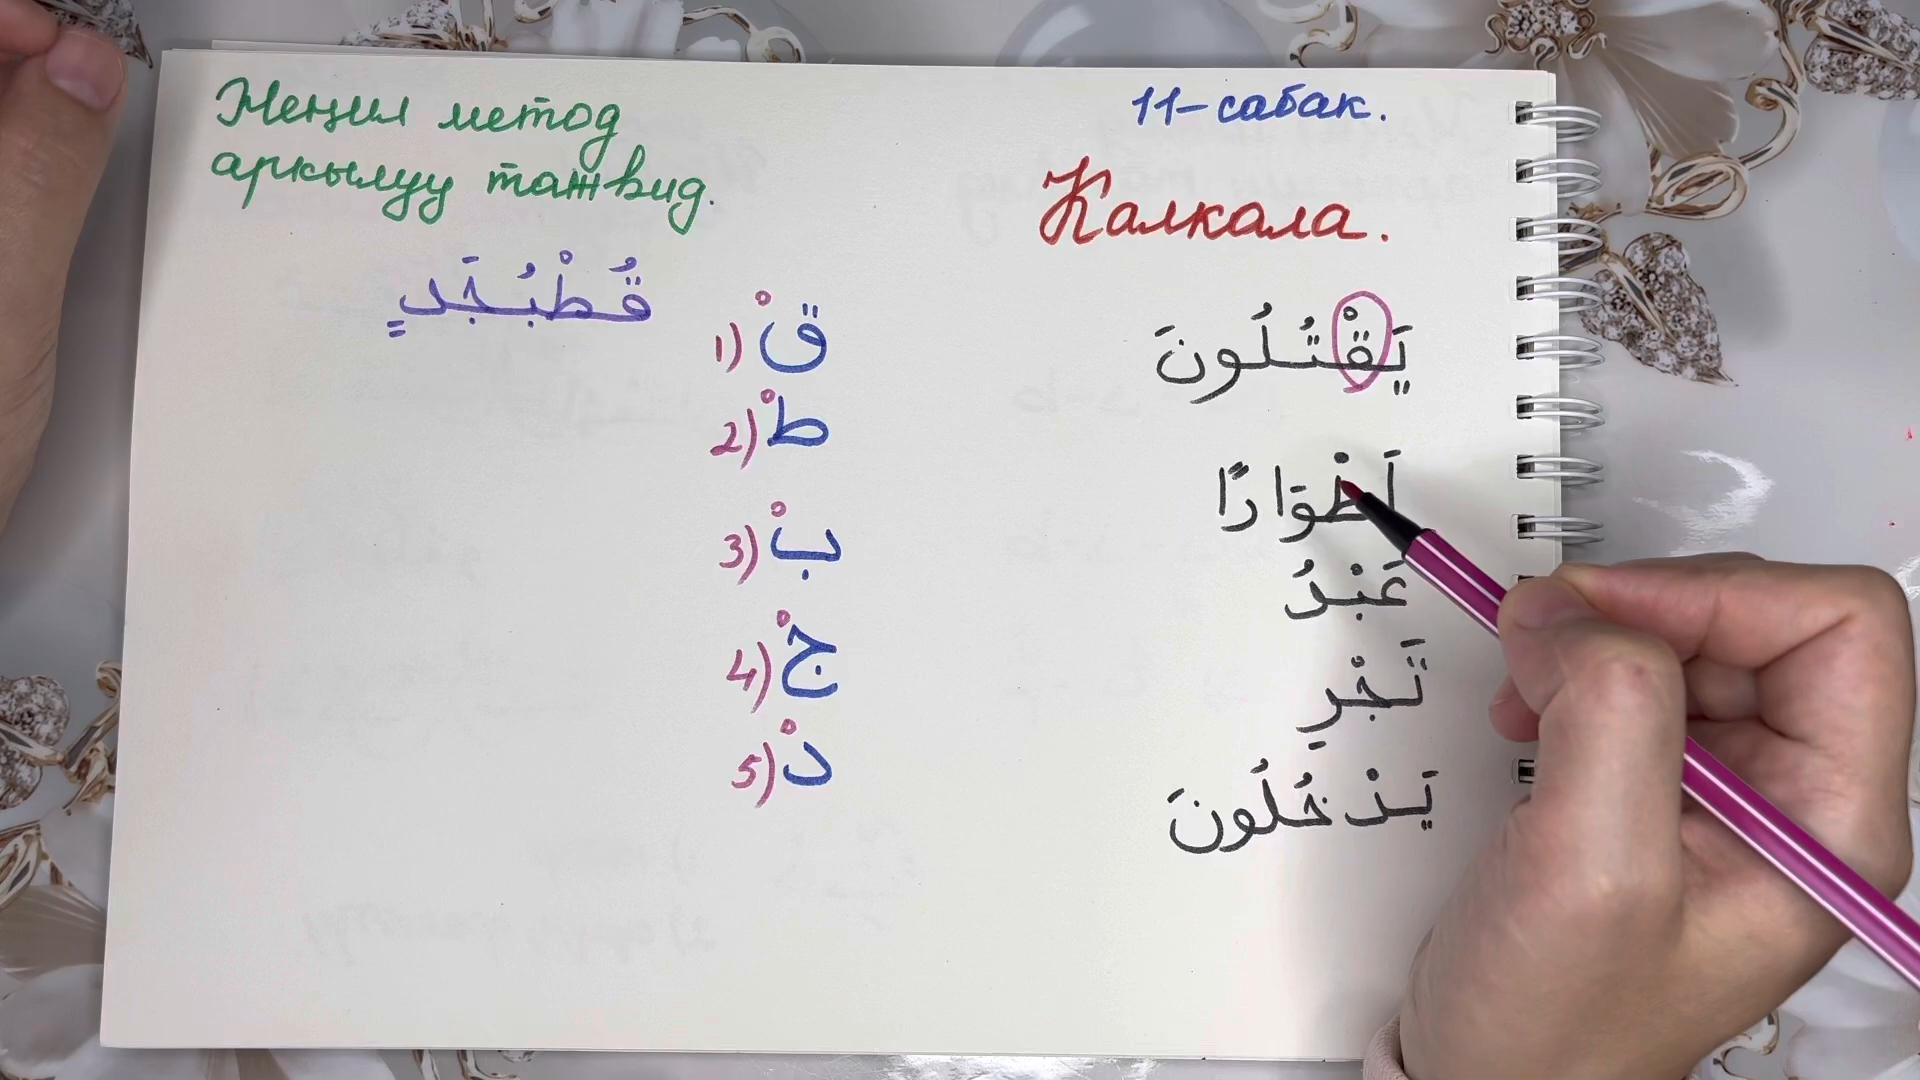 Жеңил метод
аркылуу тажвид.
11-сабак.
Калкала.
قُطْبُجَدٍ
1) قْ
2) طْ
3) بْ
4) جْ
5) دْ
يَقْتُلُونَ
اَطْوَارًا
عَبْدُ
تَجْرِ
يَدْخُلُونَ